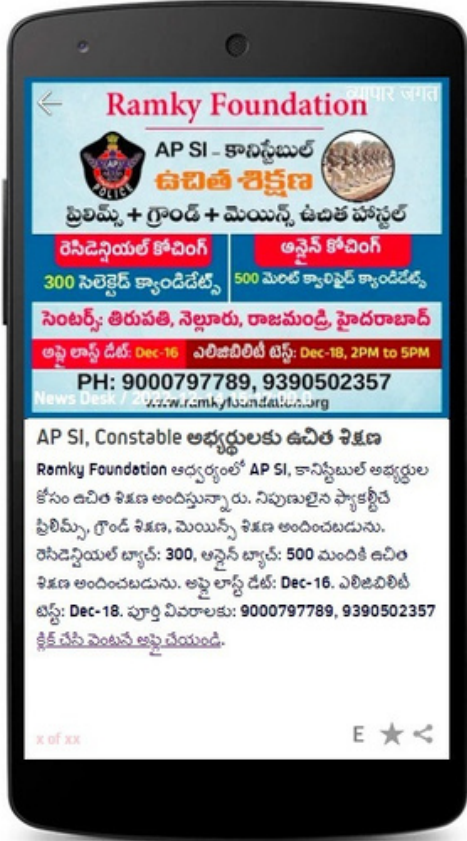 व्यापार जगत
Ramky Foundation
AP
POLICE
AP SI - కానిస్టేబుల్
ఉచిత శిక్షణ
ప్రిలిమ్స్ + గ్రౌండ్ + మెయిన్స్ ఉచిత హాస్టల్
రెసిడెన్షియల్ కోచింగ్
300 సెలెక్టెడ్ క్యాండిడేట్స్
ఆన్లైన్ కోచింగ్
500 మెరిట్ క్వాలిఫైడ్ క్యాండిడేట్స్
సెంటర్స్: తిరుపతి, నెల్లూరు, రాజమండ్రి, హైదరాబాద్
అప్లై లాస్ట్ డేట్: Dec-16 ఎలిజిబిలిటీ టెస్ట్: Dec-18, 2PM to 5PM
PH: 9000797789, 9390502357
News Desk /
www.ramkyfoundation.org
AP SI, Constable అభ్యర్థులకు ఉచిత శిక్షణ
Ramky Foundation ఆధ్వర్యంలో AP SI, కానిస్టేబుల్ అభ్యర్థుల
కోసం ఉచిత శిక్షణ అందిస్తున్నారు. నిపుణులైన ఫ్యాకల్టీచే
ప్రిలిమ్స్, గ్రౌండ్ శిక్షణ, మెయిన్స్ శిక్షణ అందించబడును.
రెసిడెన్షియల్ బ్యాచ్: 300, ఆన్లైన్ బ్యాచ్: 500 మందికి ఉచిత
శిక్షణ అందించబడును. అప్లై లాస్ట్ డేట్: Dec-16. ఎలిజిబిలిటీ
టెస్ట్: Dec-18. పూర్తి వివరాలకు: 9000797789, 9390502357
క్లిక్ చేసి వెంటనే అప్లై చేయండి.
x of xx
E